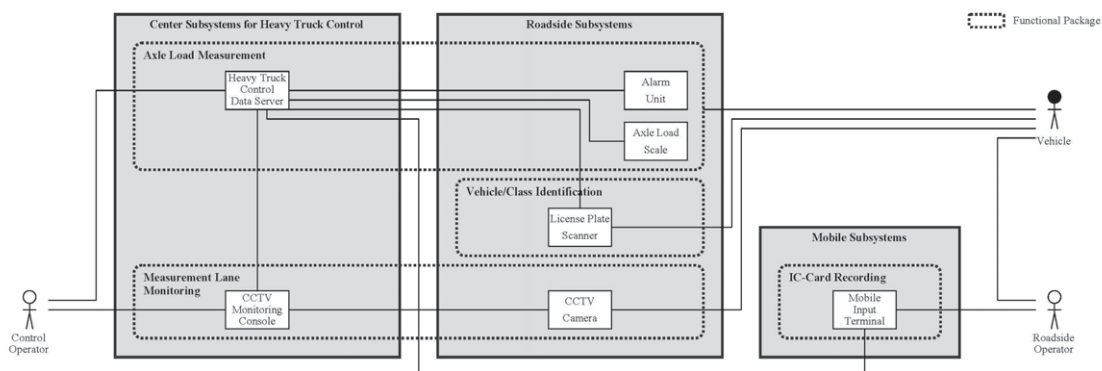 Center Subsystems for Heavy Truck Control
Roadside Subsystems
Functional Package
Axle Load Measurement
Heavy Truck
Control
Data Server
Alarm
Unit
Axle Load
Scale
Vehicle
Vehicle/Class Identification
License Plate
Scanner
Mobile Subsystems
Measurement Lane
Monitoring
IC-Card Recording
CCTV
Monitoring
Console
CCTV
Camera
Mobile
Input
Terminal
Control
Operator
Roadside
Operator